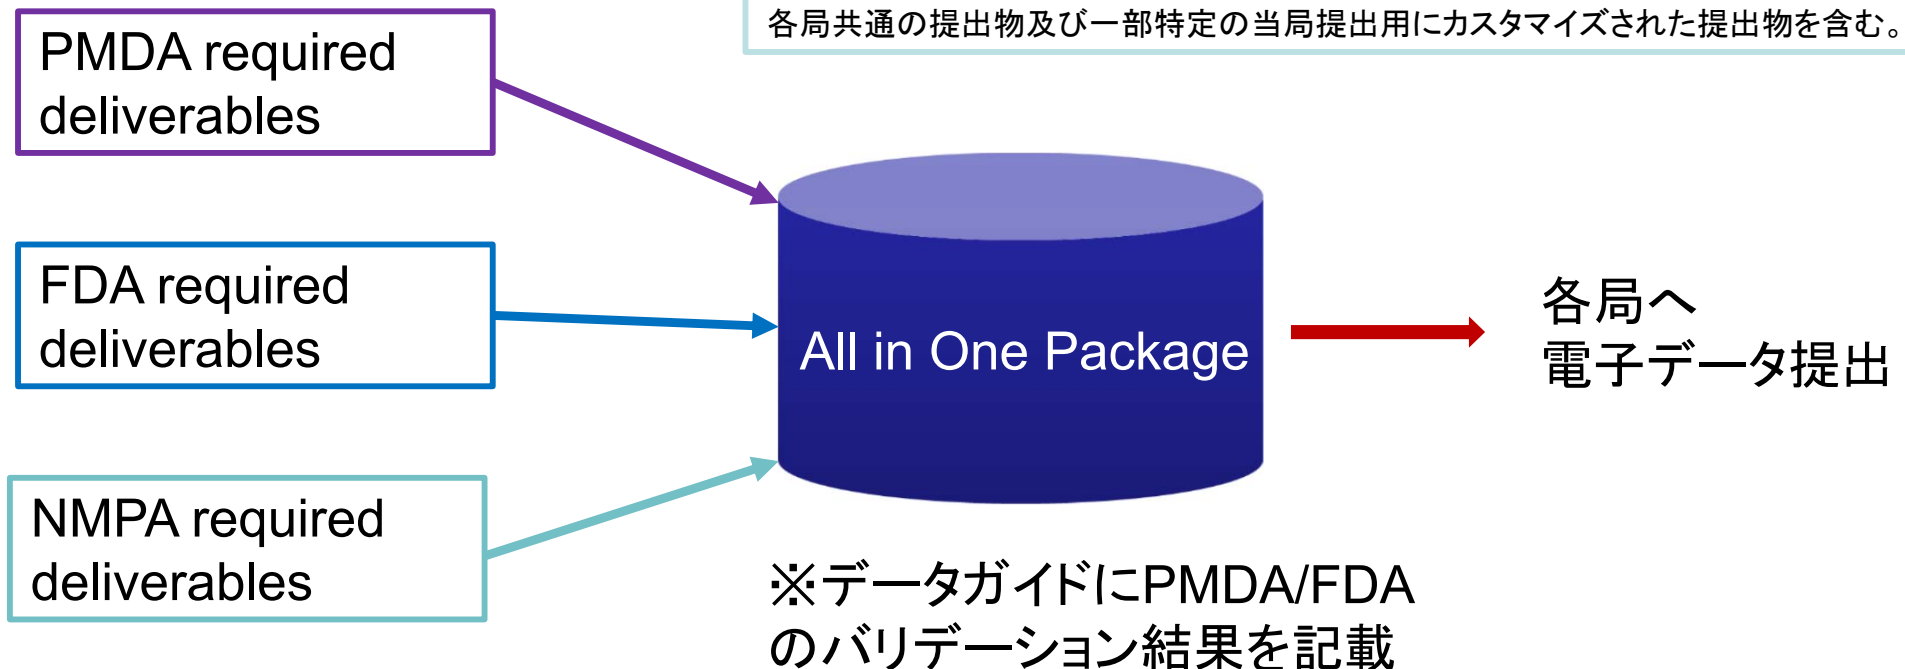 各局共通の提出物及び一部特定の当局提出用にカスタマイズされた提出物を含む。
PMDA required
deliverables
FDA required
deliverables
NMPA required
deliverables
All in One Package
各局へ
電子データ提出
※データガイドにPMDA/FDA
のバリデーション結果を記載